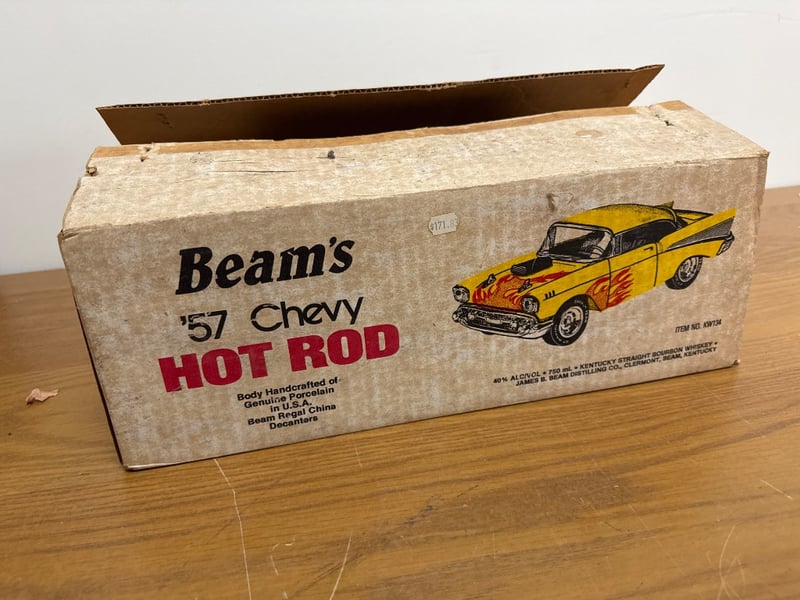 Beam's
'57 Chevy
HOT ROD
Body Handcrafted of
Genuine Porcelain
in U.S.A.
Beam Regal China
Decanters
ITEM NO. KW134
40% ALC/VOL • 750 mL • KENTUCKY STRAIGHT BOURBON WHISKEY •
JAMES B. BEAM DISTILLING CO., CLERMONT, BEAM, KENTUCKY